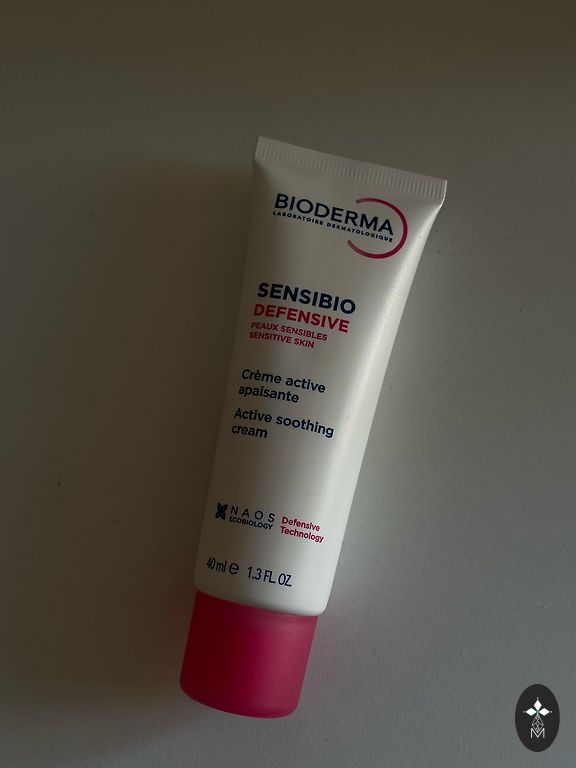 BIODERMA
LABORATOIRE DERMATOLOGIQUE
SENSIBIO
DEFENSIVE
PEAUX SENSIBLES
SENSITIVE SKIN
Crème active
apaisante
Active soothing
cream
NAOS
ECOBIOLOGY
Defensive
Technology
40 ml e 1.3 FL OZ
M